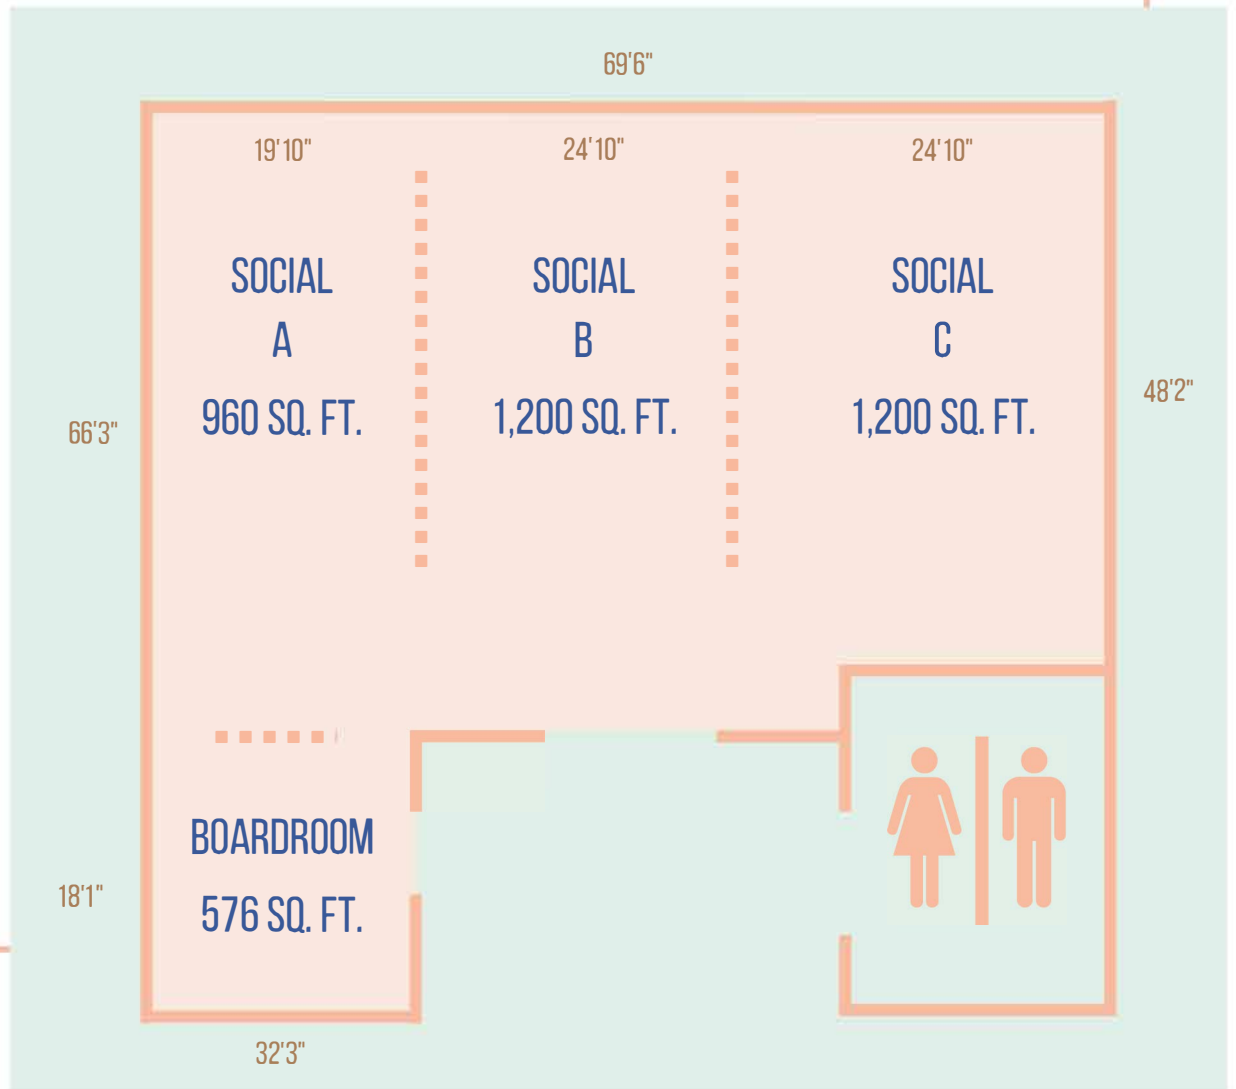 69'6"
19'10"
24'10"
24'10"
SOCIAL
A
960 SQ. FT.
SOCIAL
B
1,200 SQ. FT.
SOCIAL
C
1,200 SQ. FT.
66'3"
48'2"
BOARDROOM
576 SQ. FT.
18'1"
32'3"